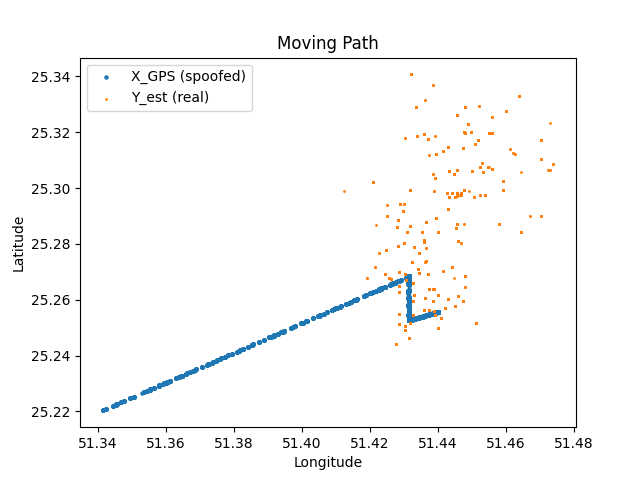 Moving Path
X_GPS (spoofed)
Y_est (real)
25.34
25.32
25.30
25.28
25.26
25.24
25.22
Latitude
51.34 51.36 51.38 51.40 51.42 51.44 51.46 51.48
Longitude